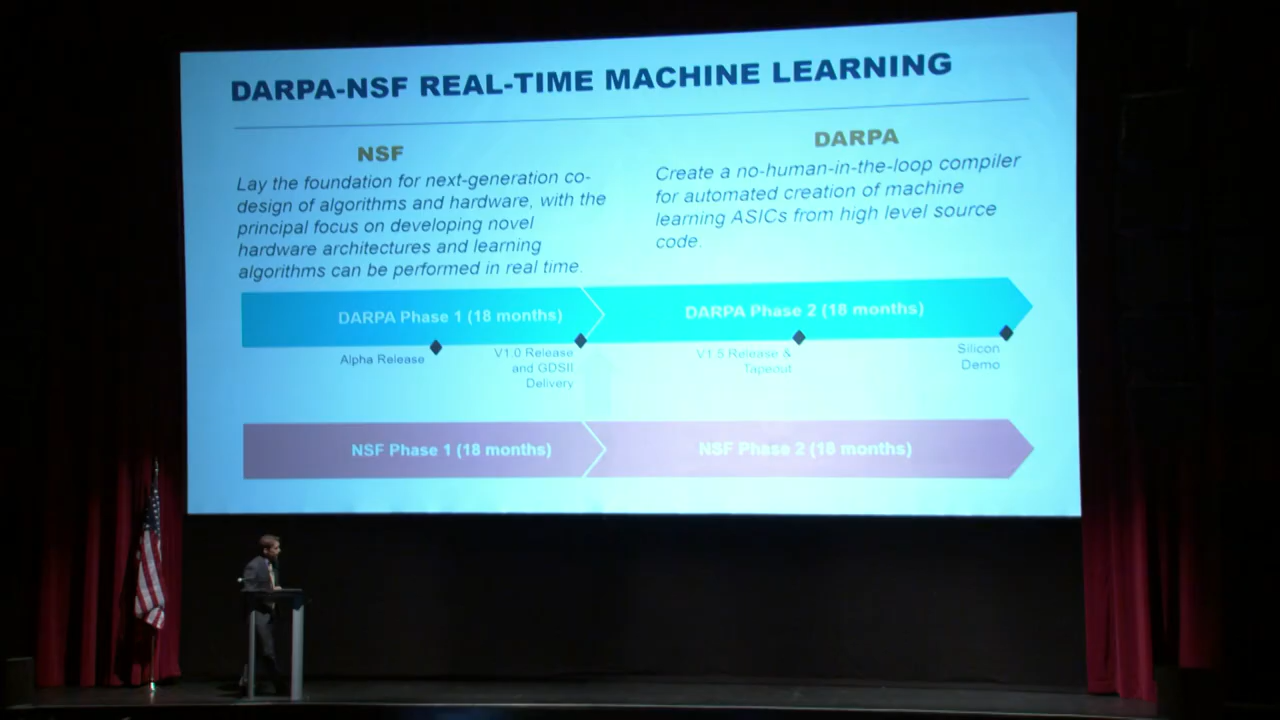 DARPA-NSF REAL-TIME MACHINE LEARNING
NSF
Lay the foundation for next-generation co-
design of algorithms and hardware, with the
principal focus on developing novel
hardware architectures and learning
algorithms can be performed in real time.
DARPA
Create a no-human-in-the-loop compiler
for automated creation of machine
learning ASICs from high level source
code.
DARPA Phase 1 (18 months)
DARPA Phase 2 (18 months)
Alpha Release
V1.0 Release
and GDSII
Delivery
V1.5 Release &
Tapeout
Silicon
Demo
NSF Phase 1 (18 months)
NSF Phase 2 (18 months)